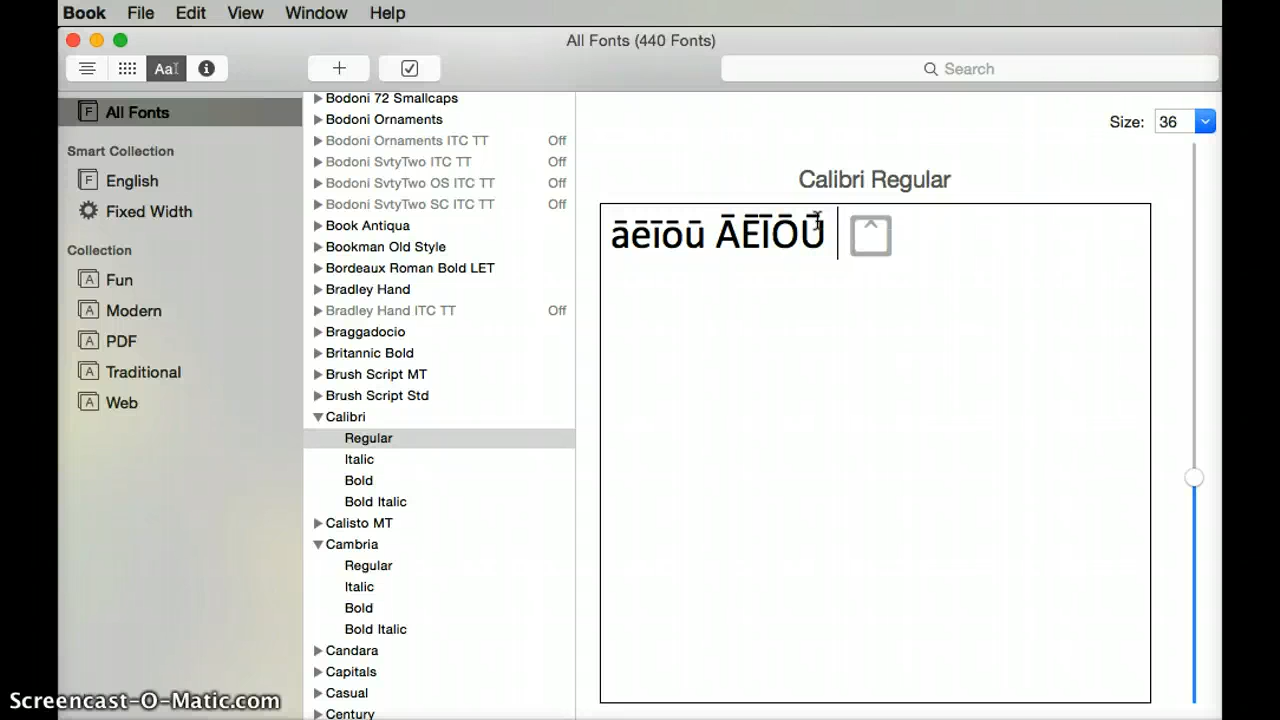 Book File Edit View Window Help
All Fonts (440 Fonts)
Aa
Search
All Fonts
Smart Collection
English
Fixed Width
Collection
Fun
Modern
PDF
Traditional
Web
Bodoni 72 Smallcaps
Bodoni Ornaments
Bodoni Ornaments ITC TT Off
Bodoni SvtyTwo ITC TT Off
Bodoni SvtyTwo OS ITC TT Off
Bodoni SvtyTwo SC ITC TT Off
Book Antiqua
Bookman Old Style
Bordeaux Roman Bold LET
Bradley Hand
Bradley Hand ITC TT Off
Braggadocio
Britannic Bold
Brush Script MT
Brush Script Std
Calibri
Regular
Italic
Bold
Bold Italic
Calisto MT
Cambria
Regular
Italic
Bold
Bold Italic
Candara
Capitals
Casual
Century
Size: 36
Calibri Regular
āēīōū ĀĒĪŌŪ
Screencast-O-Matic.com